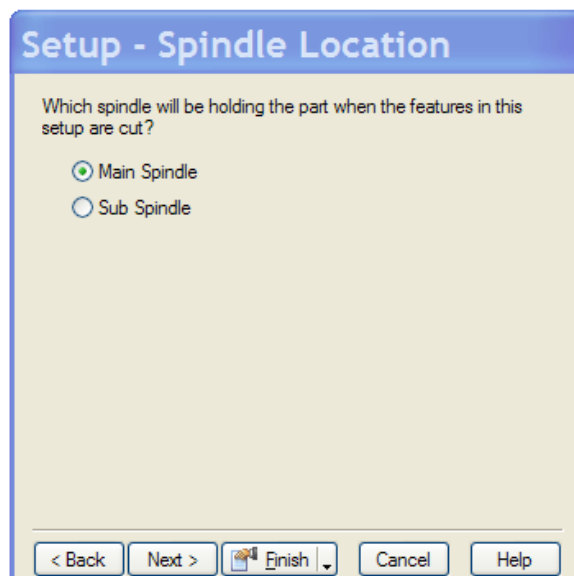 Setup - Spindle Location
Which spindle will be holding the part when the features in this
setup are cut?
Main Spindle
Sub Spindle
< Back Next > Finish Cancel Help